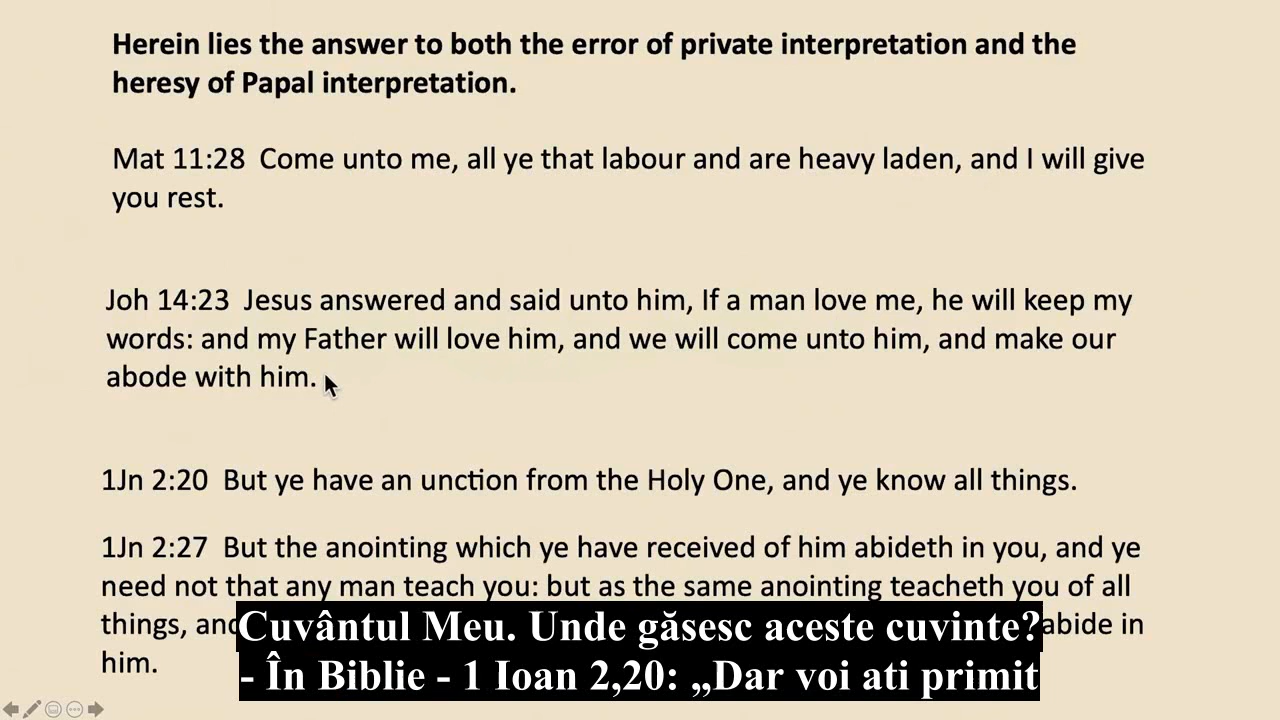 Herein lies the answer to both the error of private interpretation and the
heresy of Papal interpretation.
Mat 11:28 Come unto me, all ye that labour and are heavy laden, and I will give
you rest.
Joh 14:23 Jesus answered and said unto him, If a man love me, he will keep my
words: and my Father will love him, and we will come unto him, and make our
abode with him.
1Jn 2:20 But ye have an unction from the Holy One, and ye know all things.
1Jn 2:27 But the anointing which ye have received of him abideth in you, and ye
need not that any man teach you: but as the same anointing teacheth you of all
things, and abide in
him.
Cuvântul Meu. Unde găsesc aceste cuvinte?
- În Biblie - 1 Ioan 2,20: „Dar voi ati primit